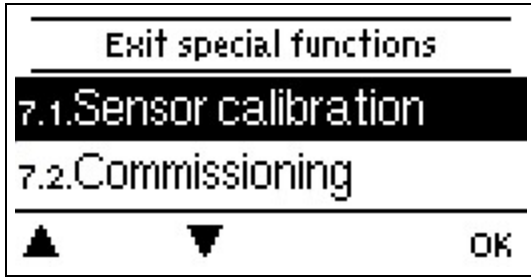 Exit special functions
7.1.Sensor calibration
7.2.Commissioning
▲ ▼ OK